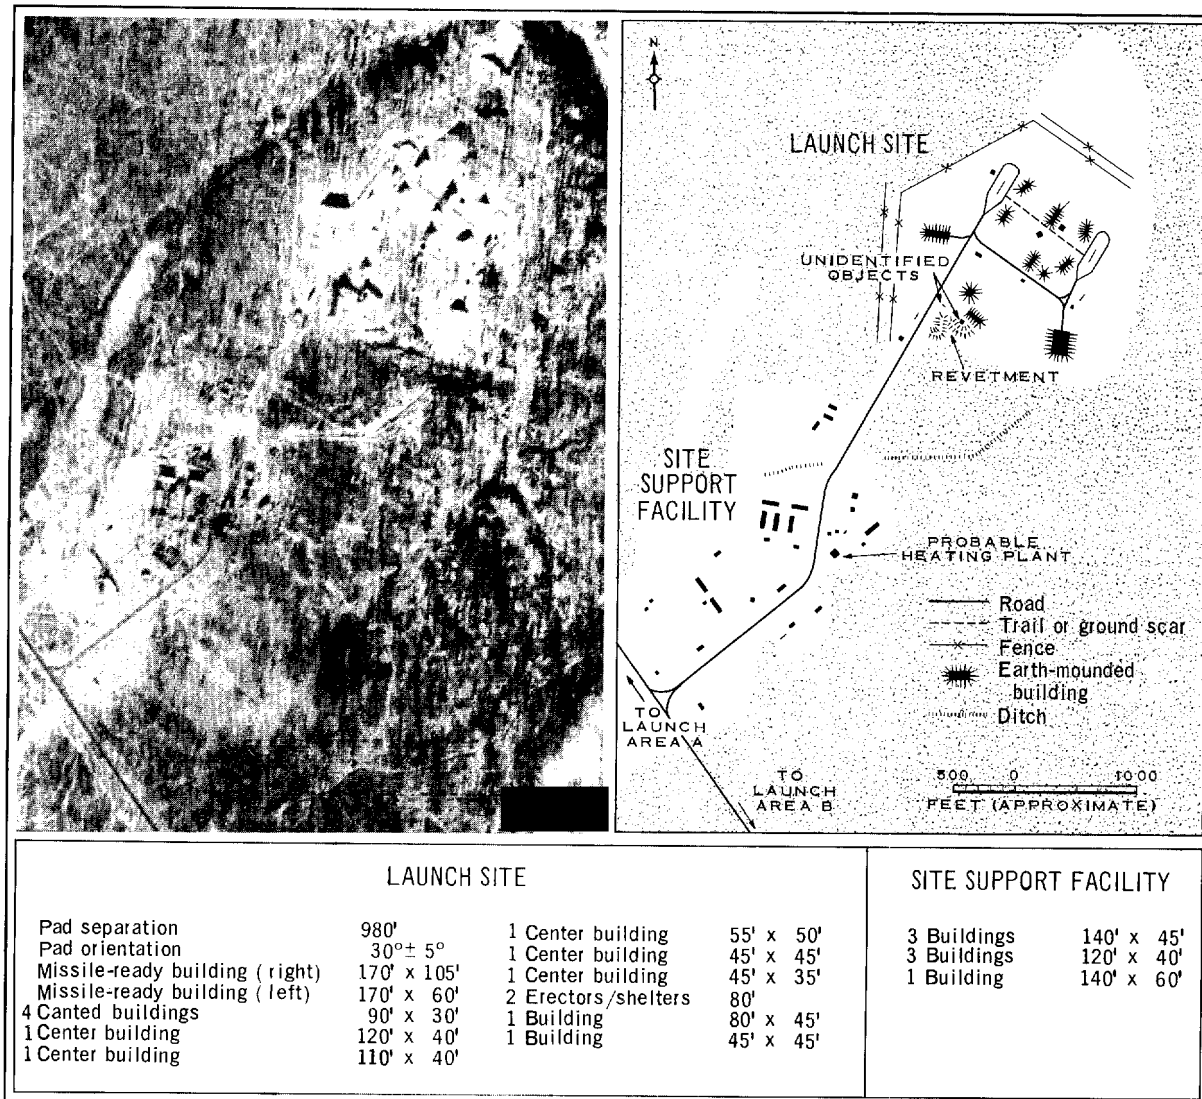 N
LAUNCH SITE
UNIDENTIFIED
OBJECTS
REVETMENT
SITE
SUPPORT
FACILITY
PROBABLE
HEATING PLANT
Road
Trail or ground scar
Fence
Earth-mounded
building
Ditch
TO
LAUNCH
AREA A
TO
LAUNCH
AREA B
500 0 1000
FEET (APPROXIMATE)
LAUNCH SITE
Pad separation 980'
Pad orientation 30° ± 5°
Missile-ready building (right) 170' x 105'
Missile-ready building (left) 170' x 60'
4 Canted buildings 90' x 30'
1 Center building 120' x 40'
1 Center building 110' x 40'
1 Center building 55' x 50'
1 Center building 45' x 45'
1 Center building 45' x 35'
2 Erectors/shelters 80'
1 Building 80' x 45'
1 Building 45' x 45'
SITE SUPPORT FACILITY
3 Buildings 140' x 45'
3 Buildings 120' x 40'
1 Building 140' x 60'